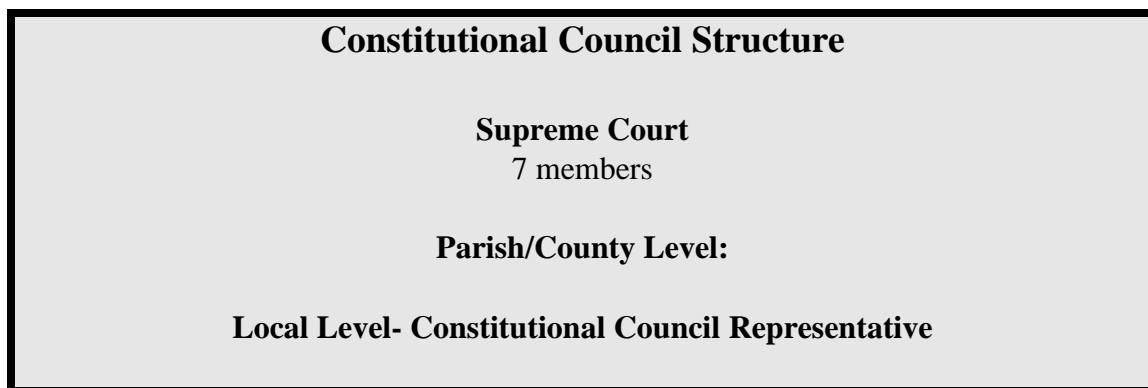 Constitutional Council Structure
Supreme Court
7 members
Parish/County Level:
Local Level- Constitutional Council Representative